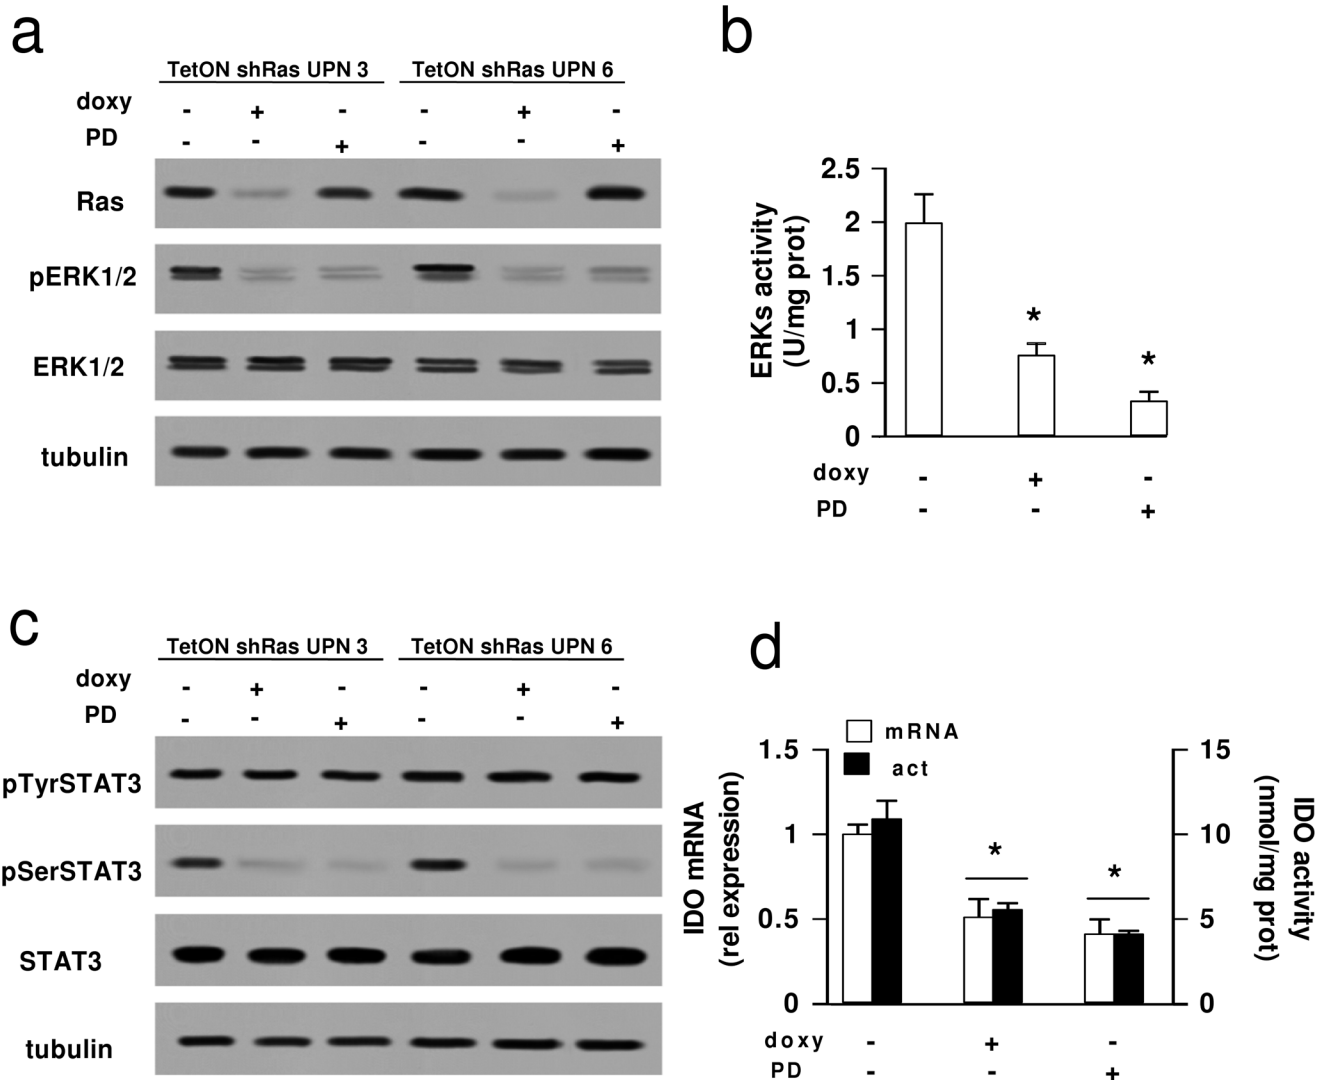 a
TetON shRas UPN 3 TetON shRas UPN 6
doxy - + - - + -
PD - - + - - +
Ras
pERK1/2
ERK1/2
tubulin
b
ERKs activity
(U/mg prot)
2.5
2
1.5
1
0.5
0
*
*
doxy - + -
PD - - +
c
TetON shRas UPN 3 TetON shRas UPN 6
doxy - + - - + -
PD - - + - - +
pTyrSTAT3
pSerSTAT3
STAT3
tubulin
d
mRNA
act
IDO mRNA
(rel expression)
1.5
1
0.5
0
*
*
15
10
5
0
IDO activity
(nmol/mg prot)
doxy - + -
PD - - +